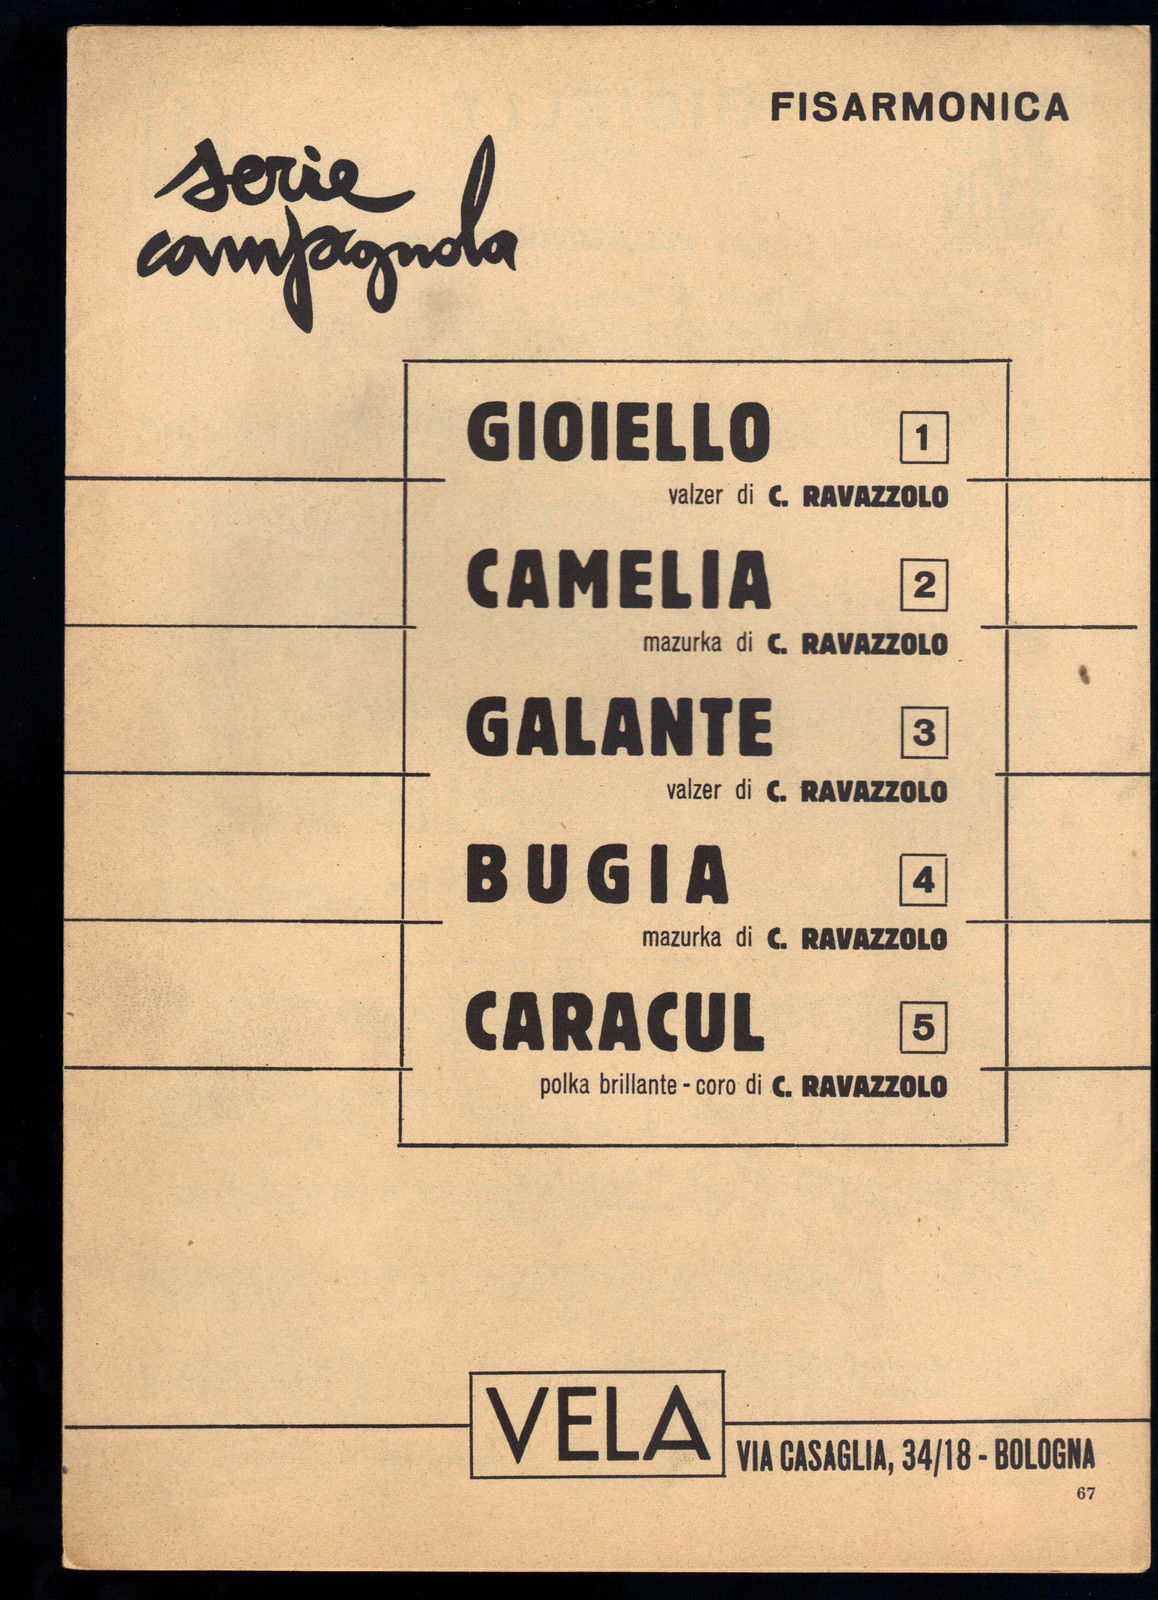 FISARMONICA
serie
campagnola
GIOIELLO 1
valzer di C. RAVAZZOLO
CAMELIA 2
mazurka di C. RAVAZZOLO
GALANTE 3
valzer di C. RAVAZZOLO
BUGIA 4
mazurka di C. RAVAZZOLO
CARACUL 5
polka brillante - coro di C. RAVAZZOLO
VELA
VIA CASAGLIA, 34/18 - BOLOGNA
67